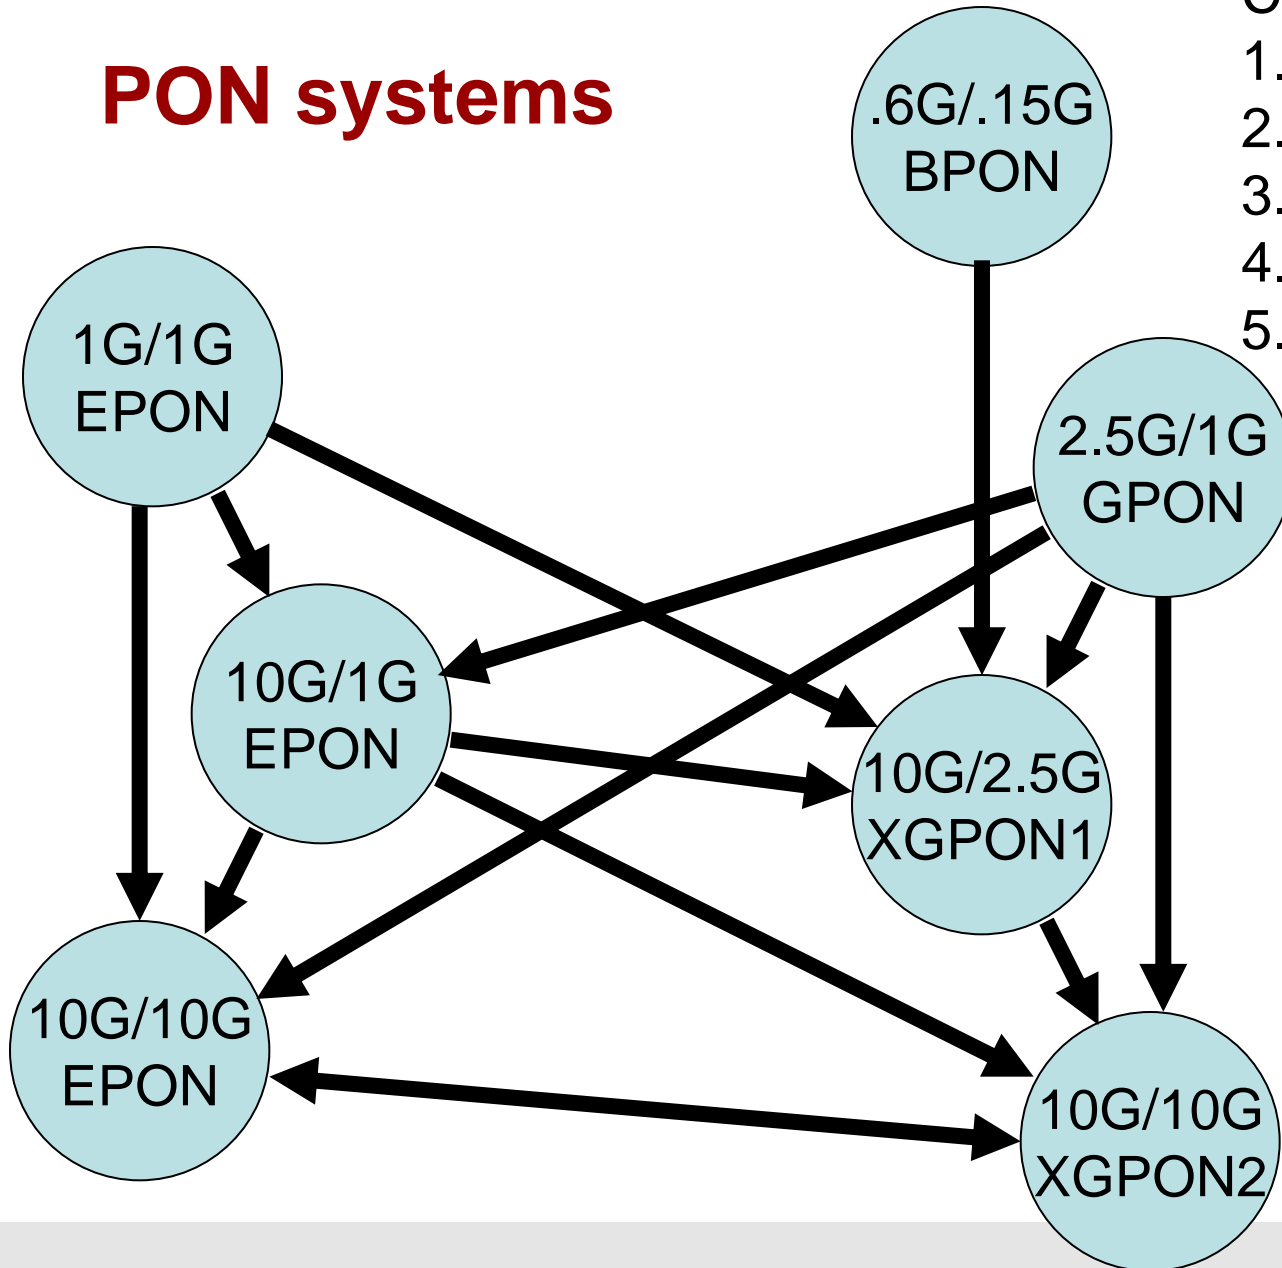 PON systems
.6G/.15G
BPON
1.
2.
3.
4.
5.
1G/1G
EPON
2.5G/1G
GPON
10G/1G
EPON
10G/2.5G
XGPON1
10G/10G
EPON
10G/10G
XGPON2